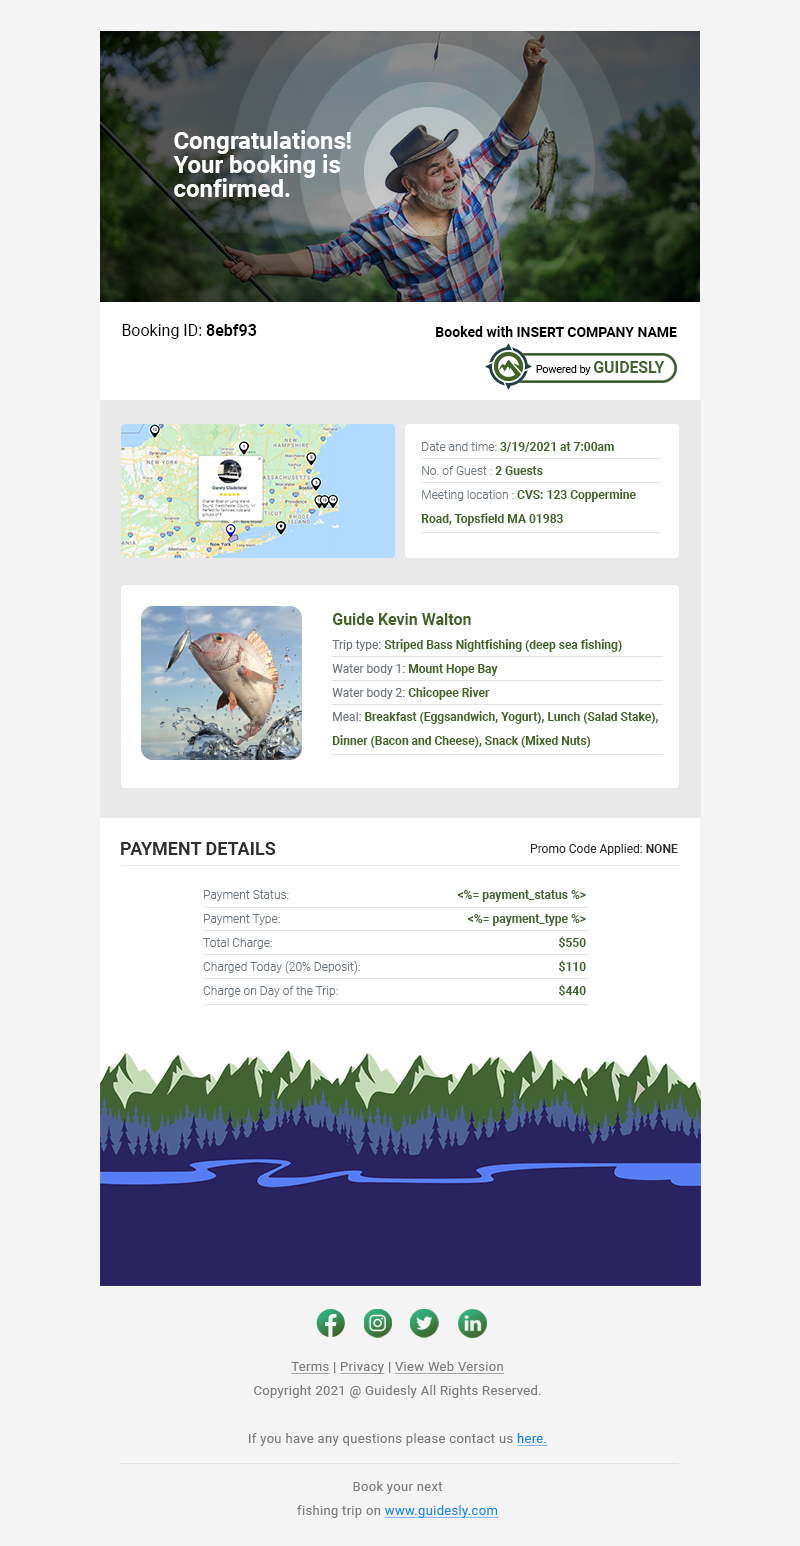 Congratulations!
Your booking is
confirmed.
Booking ID: 8ebf93
Booked with INSERT COMPANY NAME
Powered by GUIDESLY
NEW YORK
NEW
HAMPSHIRE
Danny Gladstone
Date and time: 3/19/2021 at 7:00am
No. of Guest : 2 Guests
Meeting location : CVS: 123 Coppermine
Road, Topsfield MA 01983
Guide Kevin Walton
Trip type: Striped Bass Nightfishing (deep sea fishing)
Water body 1: Mount Hope Bay
Water body 2: Chicopee River
Meal: Breakfast (Eggsandwich, Yogurt), Lunch (Salad Stake),
Dinner (Bacon and Cheese), Snack (Mixed Nuts)
PAYMENT DETAILS
Promo Code Applied: NONE
Payment Status: <%= payment_status %>
Payment Type: <%= payment_type %>
Total Charge: $550
Charged Today (20% Deposit): $110
Charge on Day of the Trip: $440
Terms | Privacy | View Web Version
Copyright 2021 @ Guidesly All Rights Reserved.
If you have any questions please contact us here.
Book your next
fishing trip on www.guidesly.com